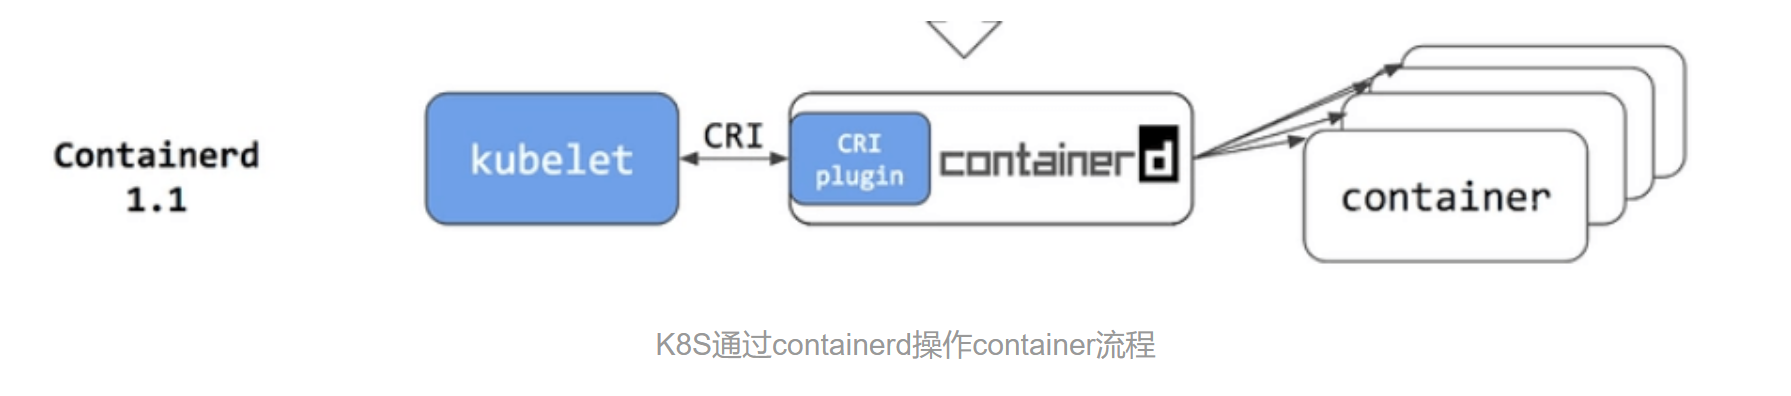 Containerd
1.1
kubelet
CRI
CRI
plugin
containerd
container
K8S通过containerd操作container流程